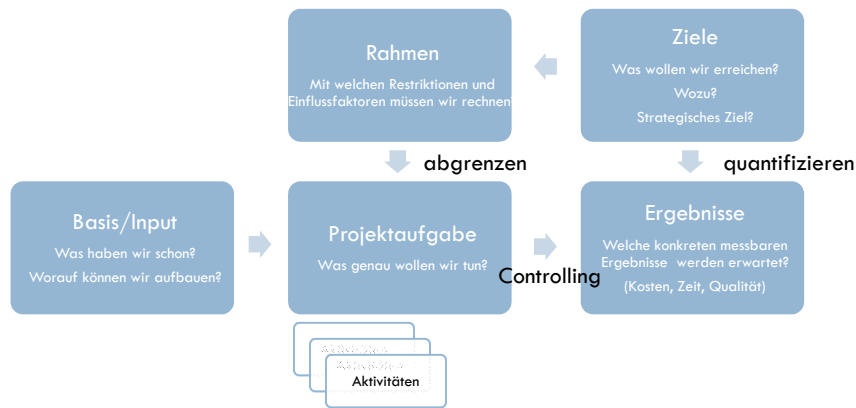 Rahmen
Mit welchen Restriktionen und
Einflussfaktoren müssen wir rechnen
Ziele
Was wollen wir erreichen?
Wozu?
Strategisches Ziel?
abgrenzen
quantifizieren
Basis/Input
Was haben wir schon?
Worauf können wir aufbauen?
Projektaufgabe
Was genau wollen wir tun?
Controlling
Ergebnisse
Welche konkreten messbaren
Ergebnisse werden erwartet?
(Kosten, Zeit, Qualität)
Aktivitäten